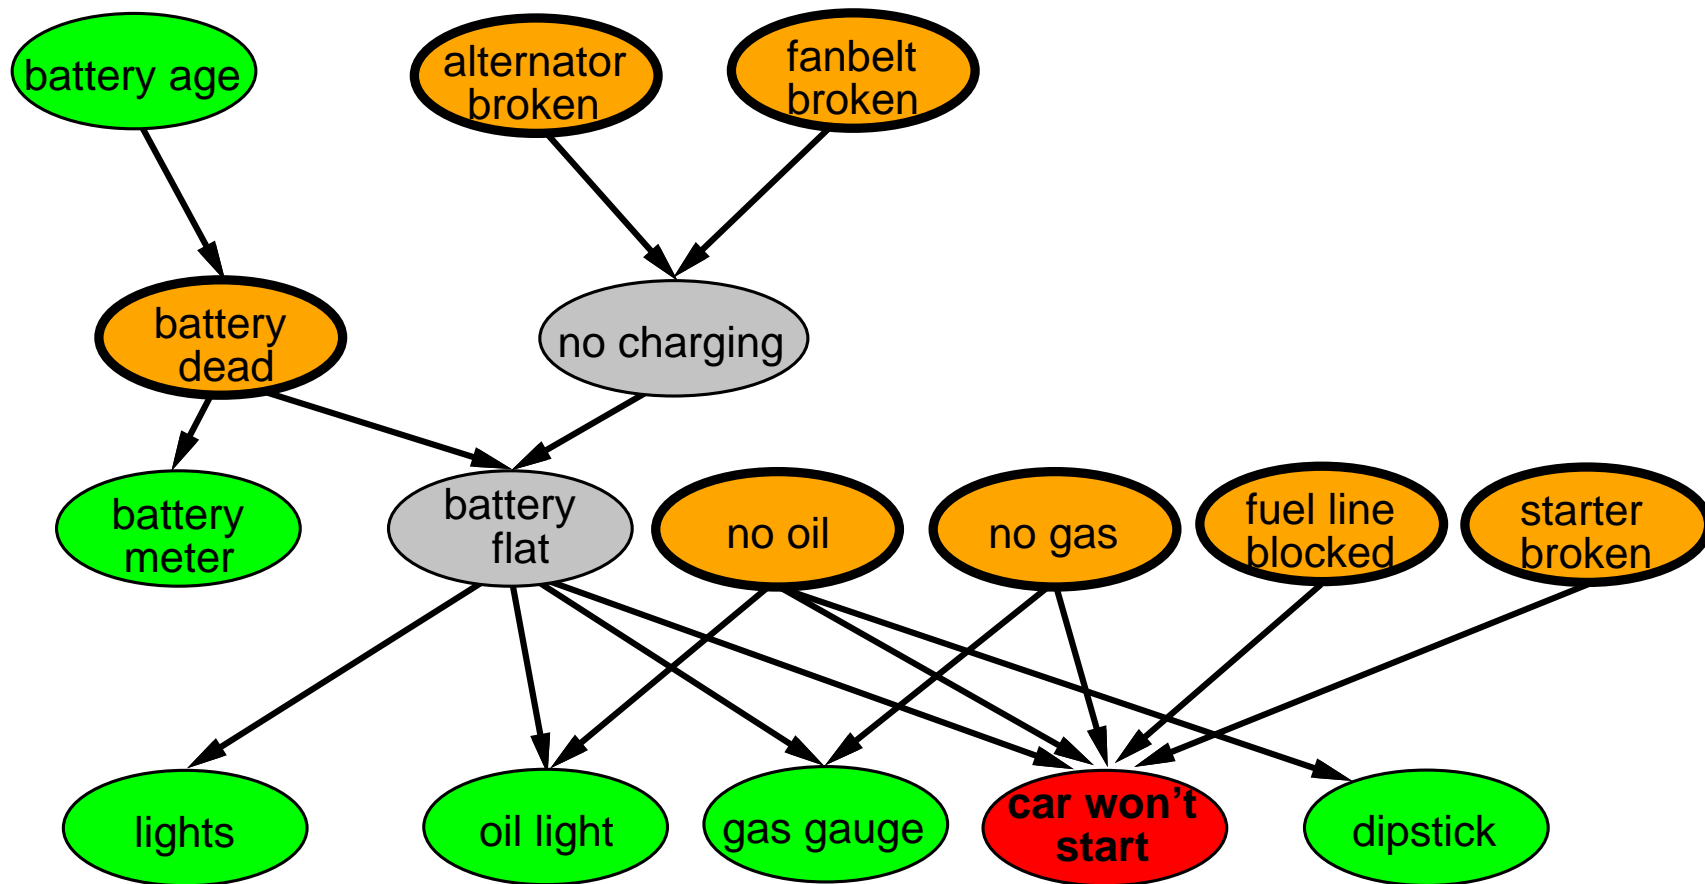 battery age
alternator
broken
fanbelt
broken
battery
dead
no charging
battery
meter
battery
flat
no oil
no gas
fuel line
blocked
starter
broken
lights
oil light
gas gauge
car won't
start
dipstick